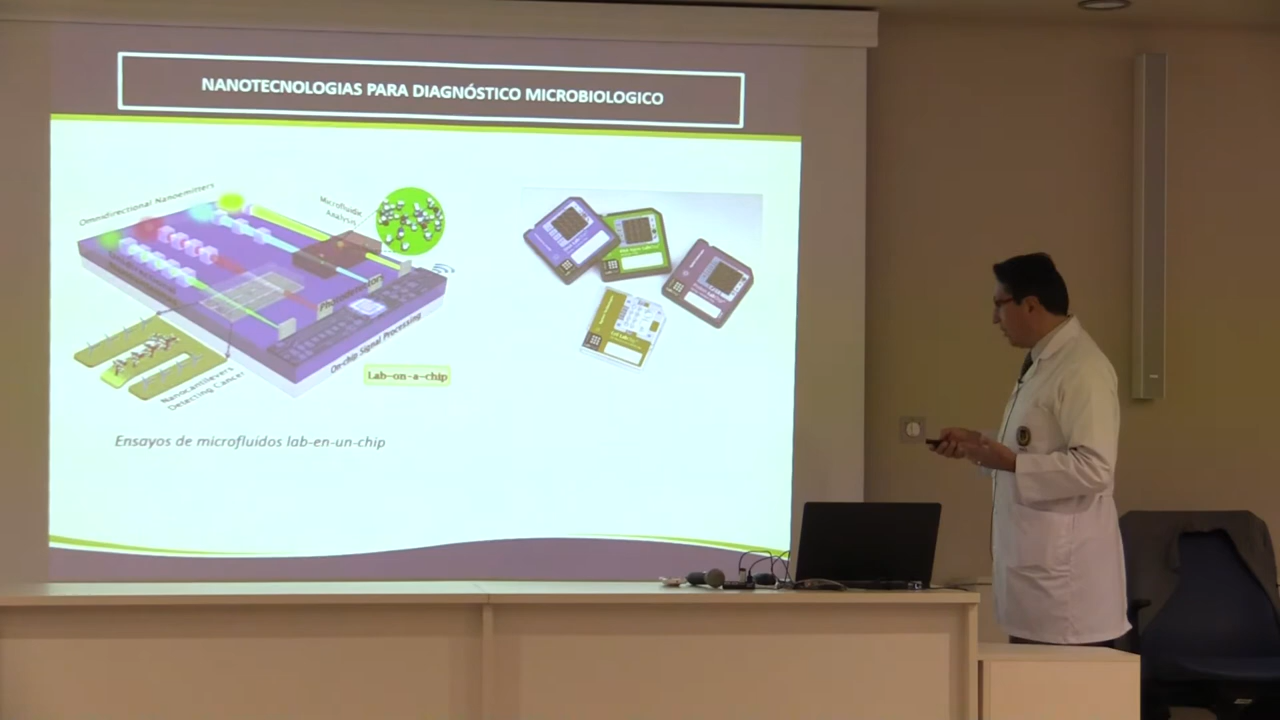 NANOTECNOLOGIAS PARA DIAGNÓSTICO MICROBIOLOGICO
Omnidirectional Nanoemitters
Microfluidic
Analysis
On-chip Signal Processing
Nanocantilevers
Detecting Cancer
Lab-on-a-chip
Ensayos de microfluidos lab-en-un-chip